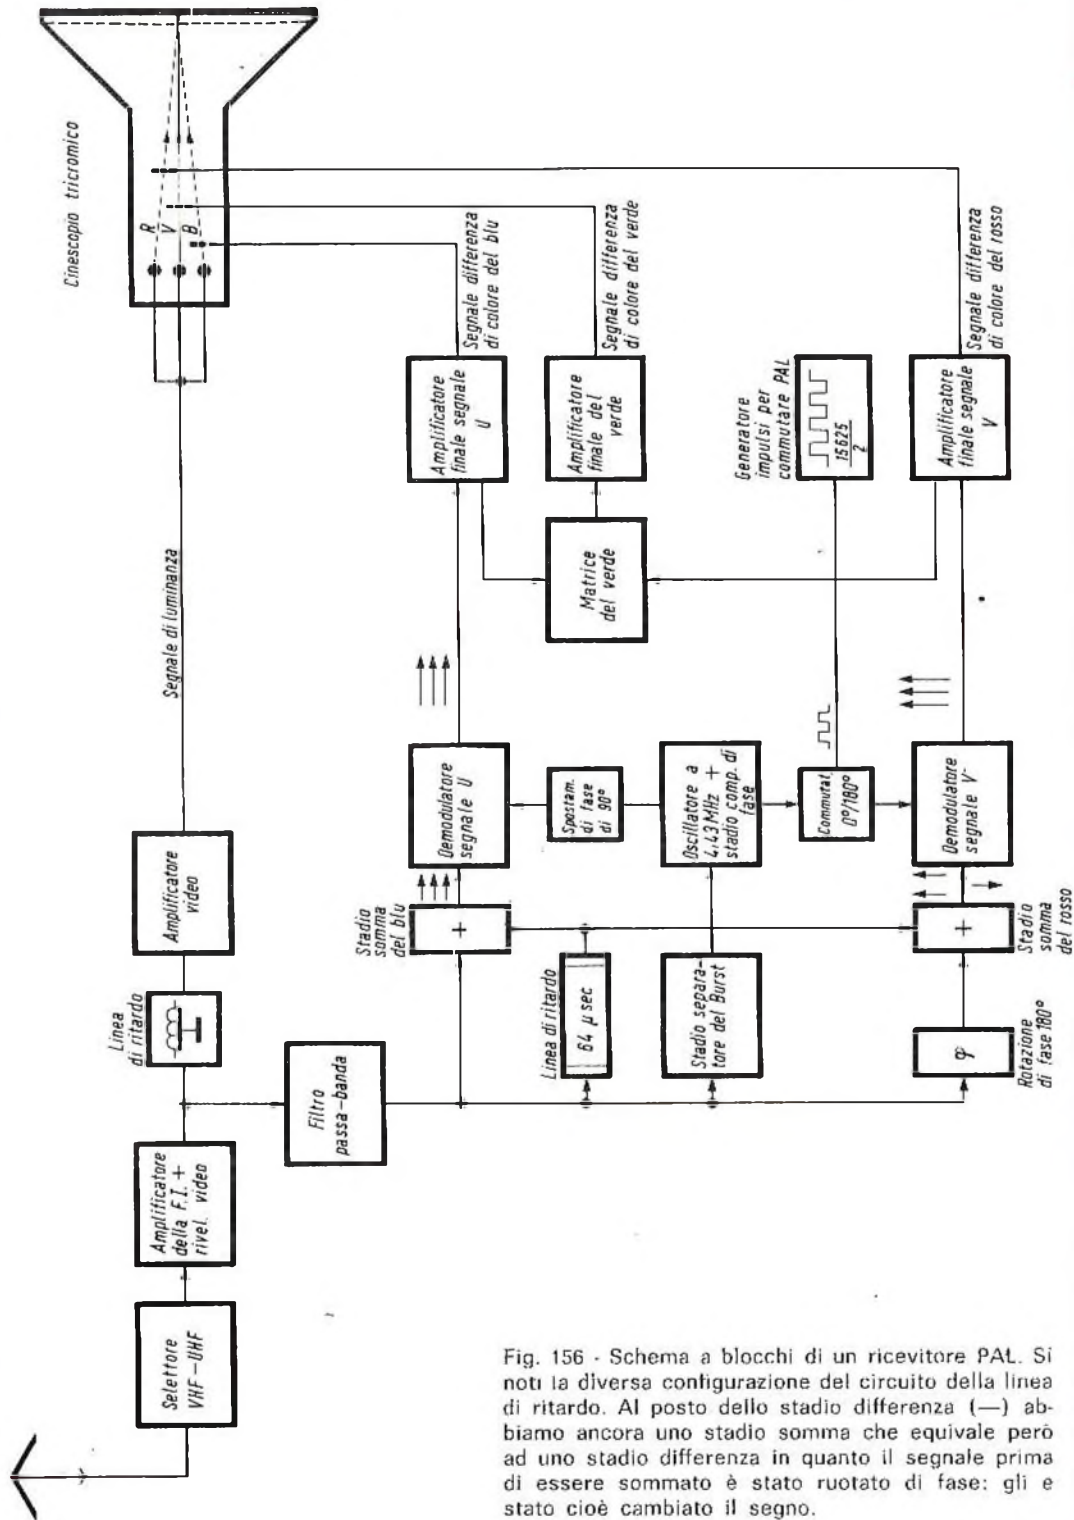 Selettore
VHF-UHF
Amplificatore
della F.I. +
rivel. video
Linea
di ritardo
Amplificatore
video
Segnale di luminanza
Cinescopio tricromico
R
V
B
Filtro
passa-banda
Stadio
somma
del blu
+
Demodulatore
segnale U
Amplificatore
finale segnale
U
Segnale differenza
di colore del blu
Linea di ritardo
64 µ sec
Spostam.
di fase
di 90°
Matrice
del verde
Amplificatore
finale del
verde
Segnale differenza
di colore del verde
Stadio separa-
tore del Burst
Oscillatore a
4,43 MHz +
stadio comp. di
fase
Commutat.
0°/180°
Generatore
impulsi per
commutare PAL
15625
2
φ
Rotazione
di fase 180°
+
Stadio
somma
del rosso
Demodulatore
segnale V
Amplificatore
finale segnale
V
Segnale differenza
di colore del rosso
Fig. 156 - Schema a blocchi di un ricevitore PAL. Si
noti la diversa configurazione del circuito della linea
di ritardo. Al posto dello stadio differenza (—) ab-
biamo ancora uno stadio somma che equivale però
ad uno stadio differenza in quanto il segnale prima
di essere sommato è stato ruotato di fase: gli e
stato cioè cambiato il segno.